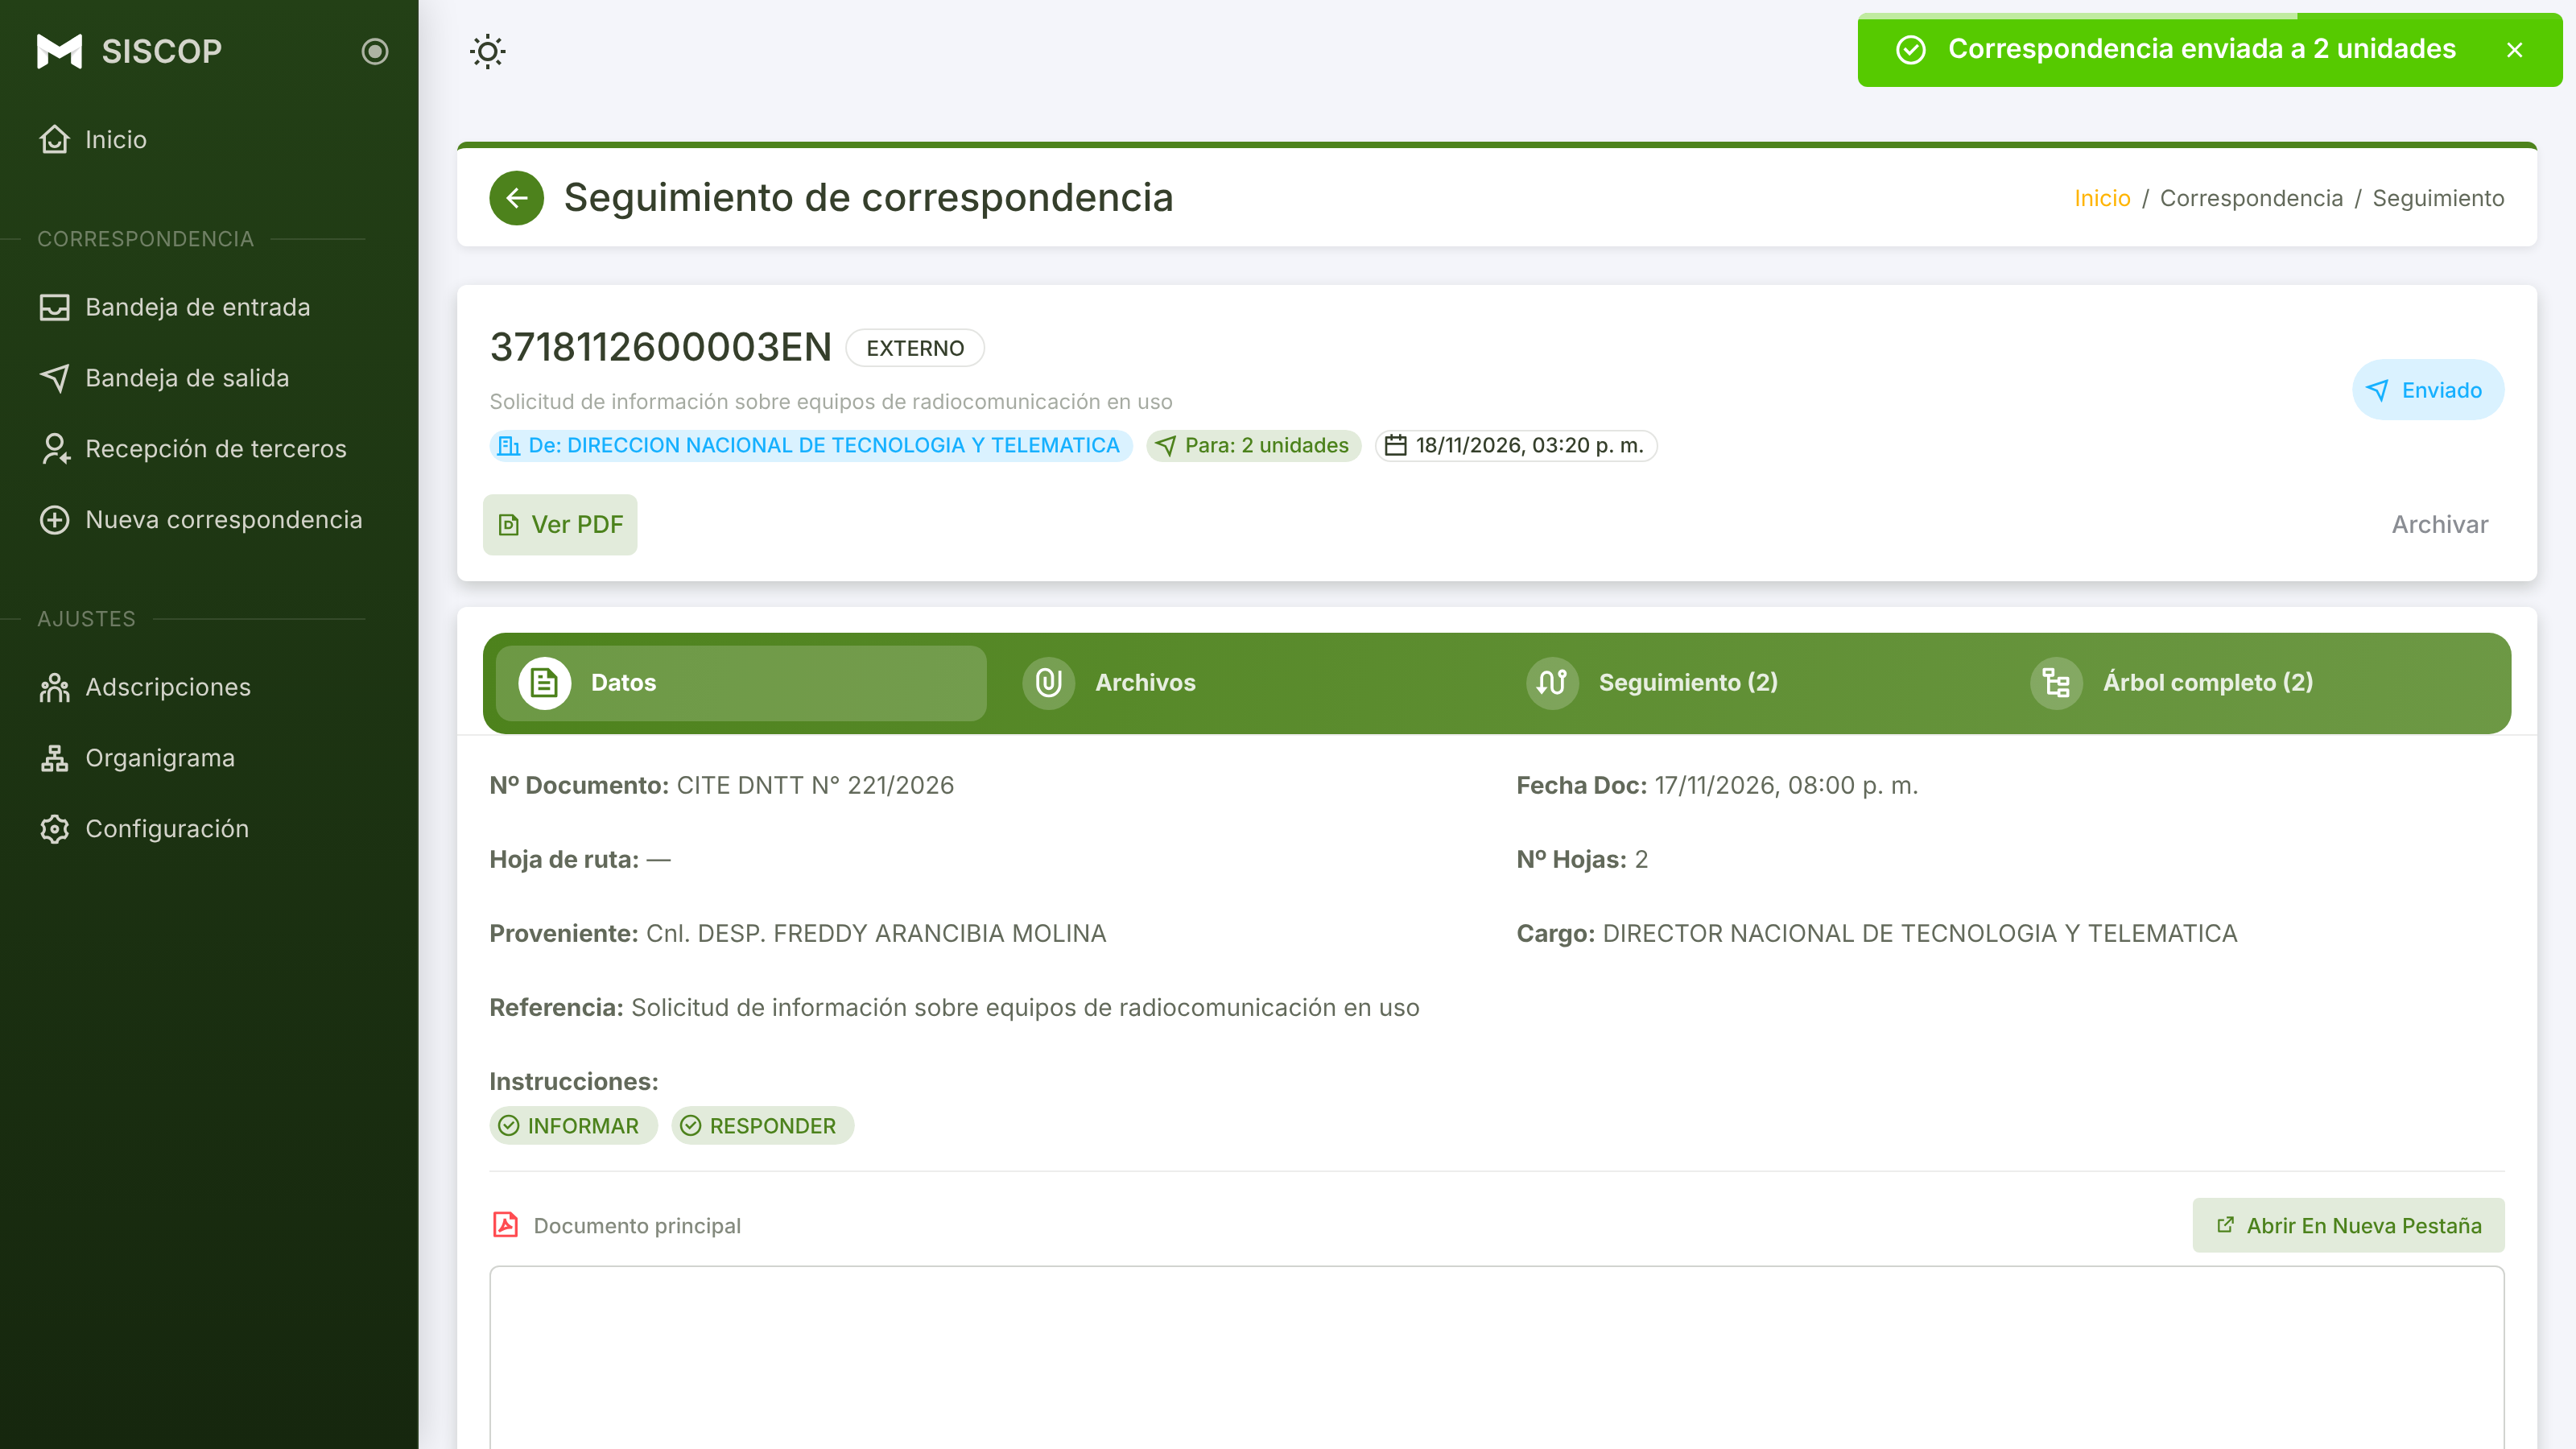 SISCOP
Correspondencia enviada a 2 unidades
Inicio
CORRESPONDENCIA
Bandeja de entrada
Bandeja de salida
Recepción de terceros
Nueva correspondencia
AJUSTES
Adscripciones
Organigrama
Configuración
Seguimiento de correspondencia
Inicio / Correspondencia / Seguimiento
3718112600003EN EXTERNO
Solicitud de información sobre equipos de radiocomunicación en uso
De: DIRECCION NACIONAL DE TECNOLOGIA Y TELEMATICA Para: 2 unidades 18/11/2026, 03:20 p. m.
Enviado
Ver PDF
Archivar
Datos
Archivos
Seguimiento (2)
Árbol completo (2)
Nº Documento: CITE DNTT N° 221/2026
Fecha Doc: 17/11/2026, 08:00 p. m.
Hoja de ruta: —
Nº Hojas: 2
Proveniente: Cnl. DESP. FREDDY ARANCIBIA MOLINA
Cargo: DIRECTOR NACIONAL DE TECNOLOGIA Y TELEMATICA
Referencia: Solicitud de información sobre equipos de radiocomunicación en uso
Instrucciones:
INFORMAR RESPONDER
Documento principal
Abrir En Nueva Pestaña